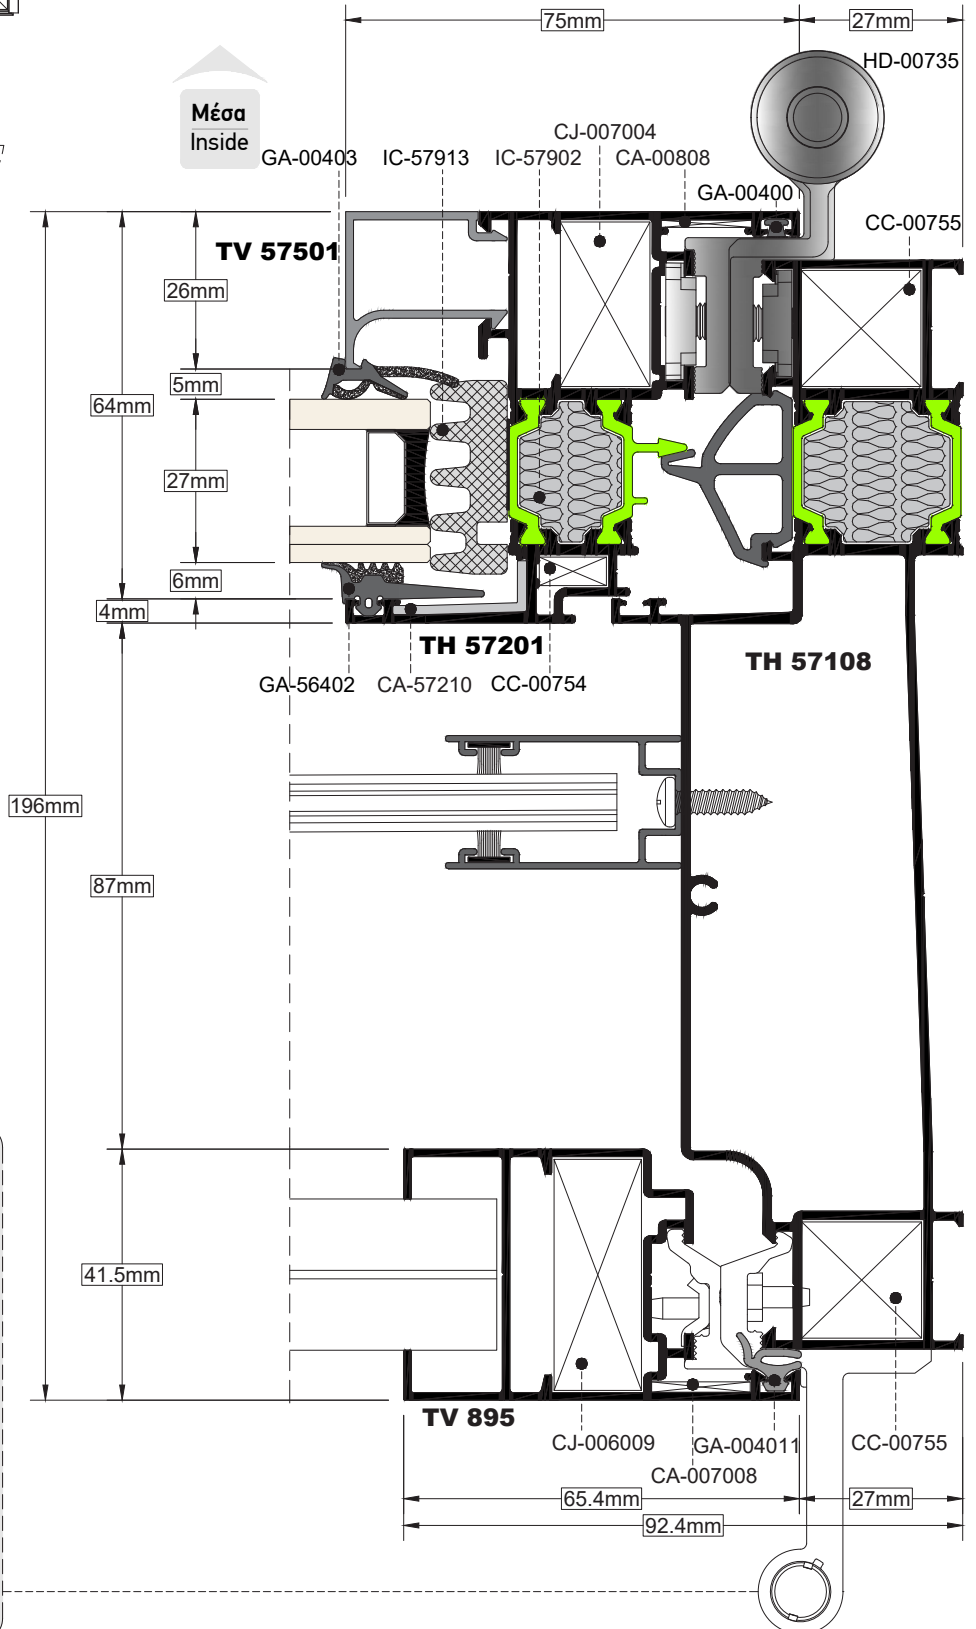 75mm
27mm
HD-00735
Μέσα
Inside
CJ-007004
GA-00403
IC-57913
IC-57902
CA-00808
GA-00400
CC-00755
TV 57501
26mm
5mm
64mm
27mm
6mm
4mm
TH 57201
TH 57108
GA-56402
CA-57210
CC-00754
196mm
87mm
41.5mm
TV 895
CJ-006009
GA-004011
CC-00755
CA-007008
65.4mm
27mm
92.4mm